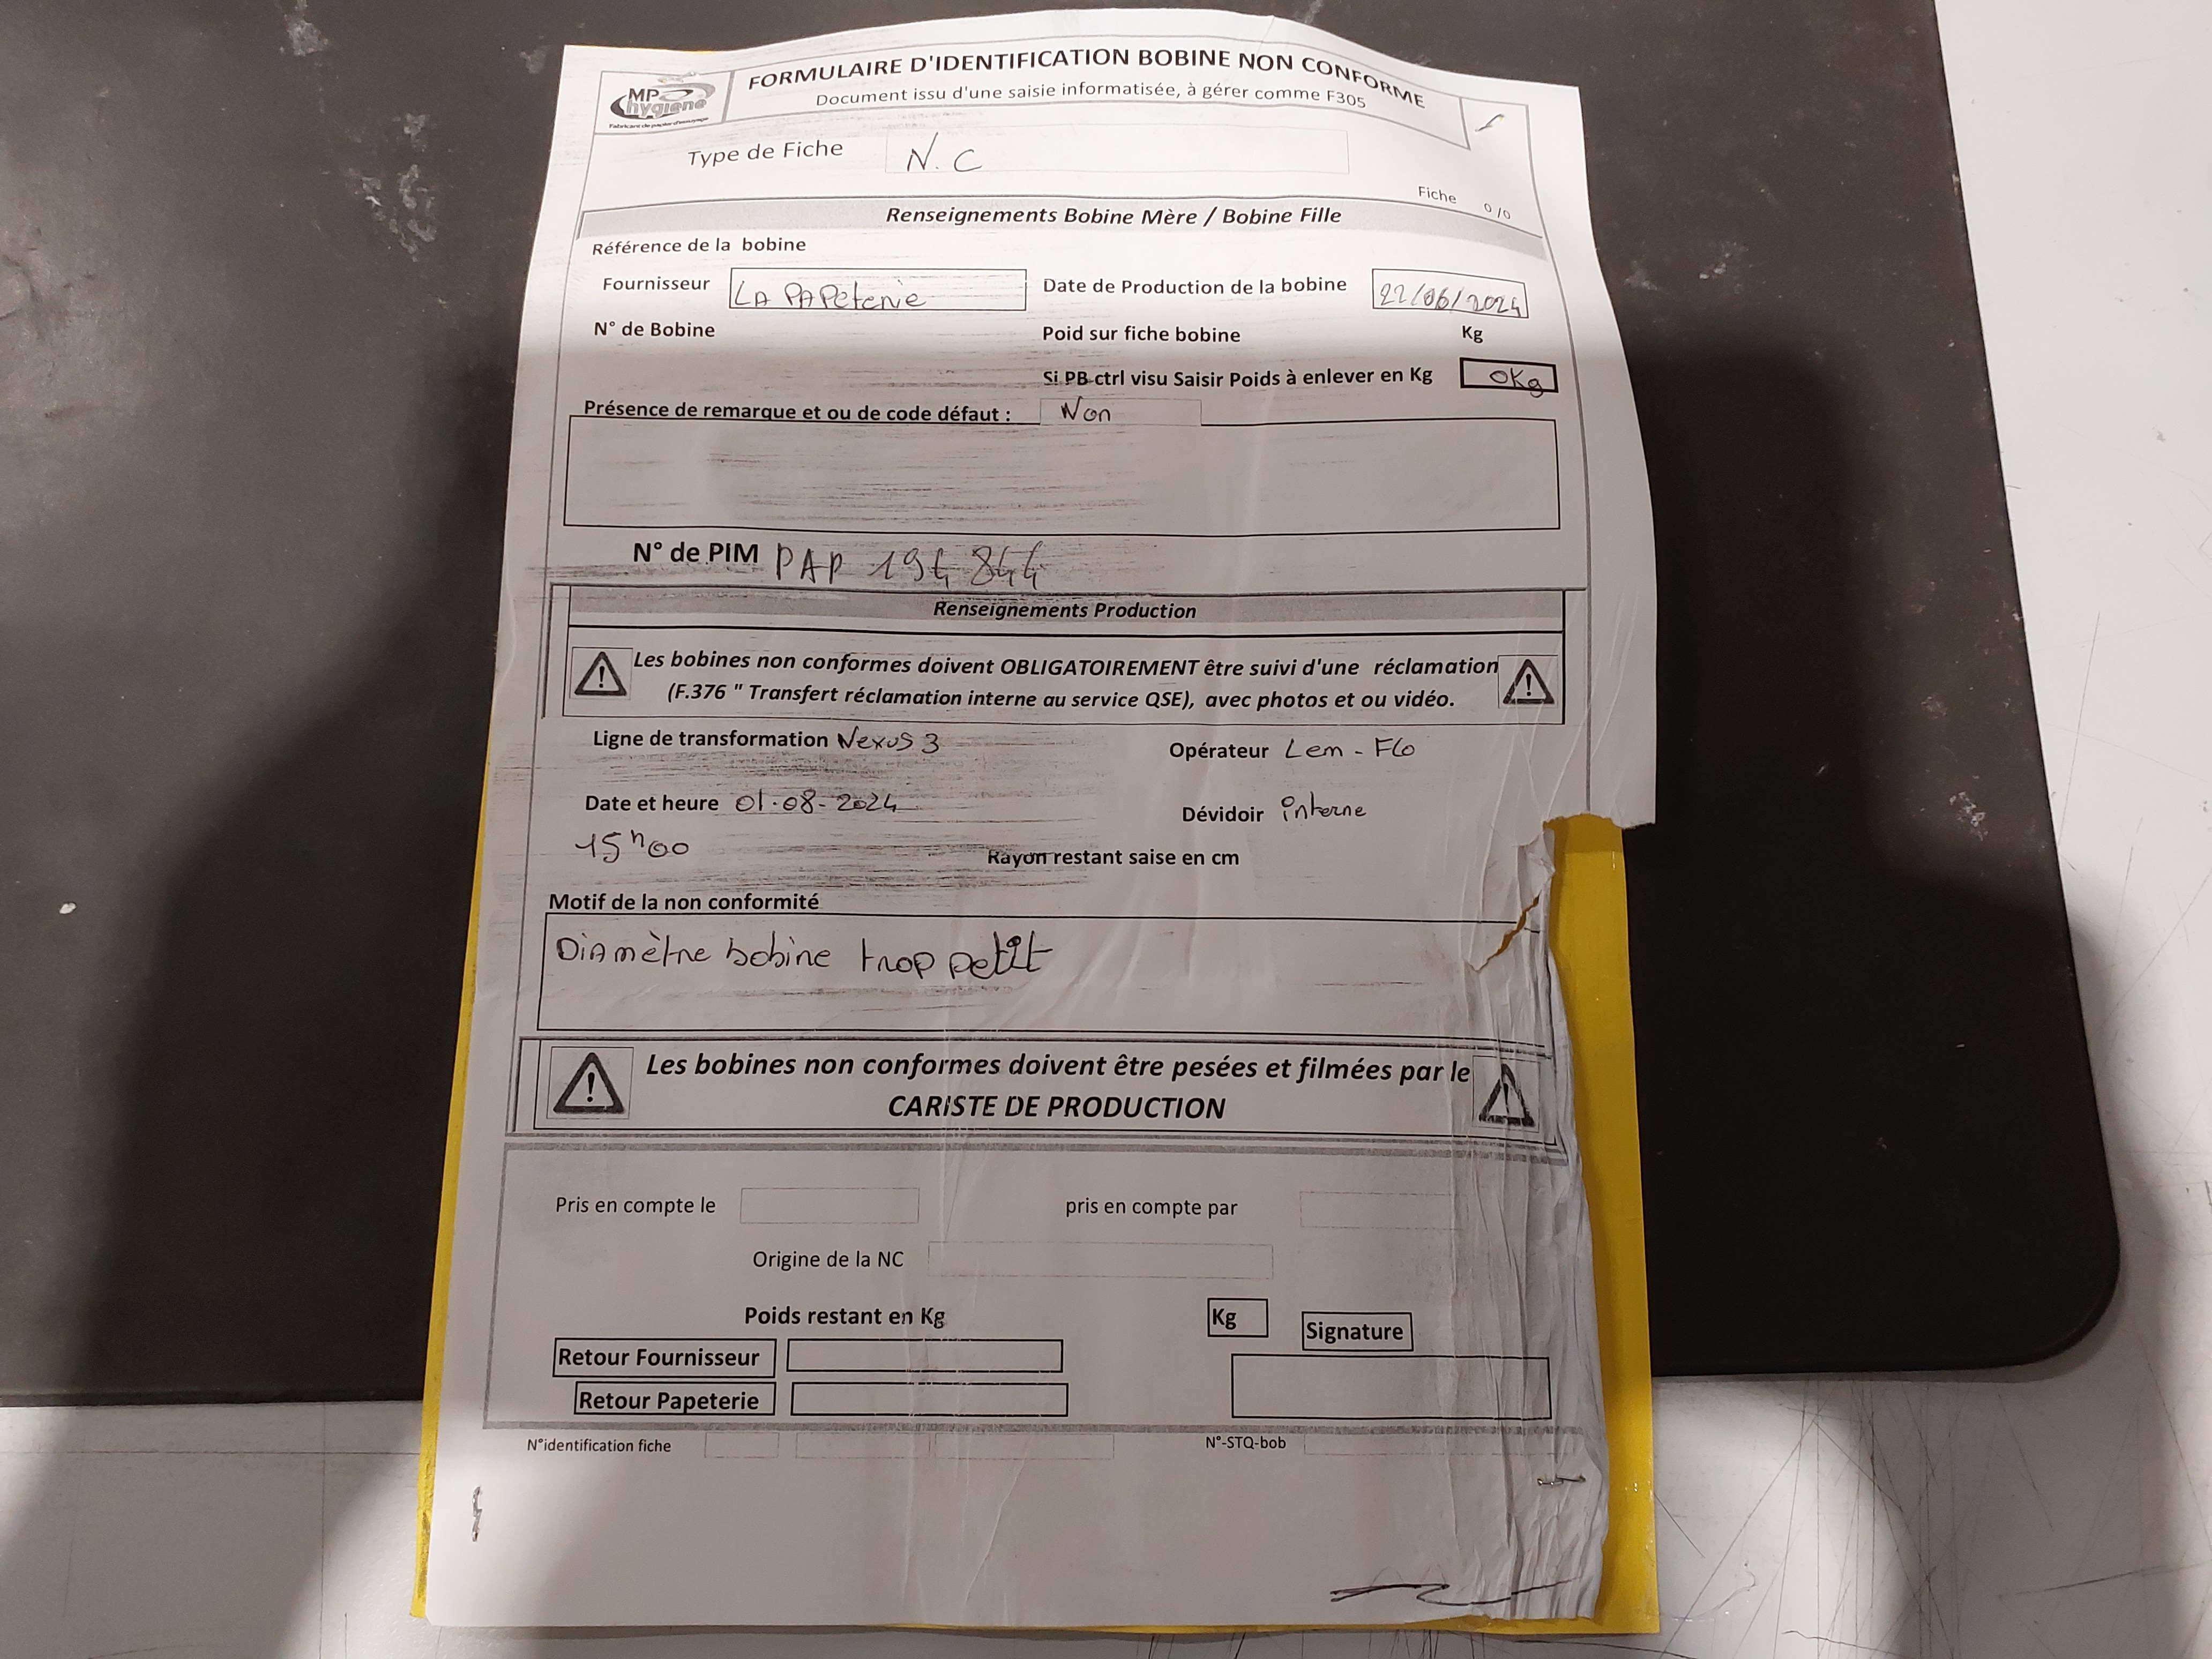 MP hygiene
Fabricant de papier d'essuyage
FORMULAIRE D'IDENTIFICATION BOBINE NON CONFORME
Document issu d'une saisie informatisée, à gérer comme F305
Type de Fiche N.C
Fiche 0/0
Renseignements Bobine Mère / Bobine Fille
Référence de la bobine
Fournisseur LA PAPeterie Date de Production de la bobine 22/06/2024
N° de Bobine Poid sur fiche bobine Kg
Si PB ctrl visu Saisir Poids à enlever en Kg 0Kg
Présence de remarque et ou de code défaut : Non
N° de PIM PAP 194 844
Renseignements Production
Les bobines non conformes doivent OBLIGATOIREMENT être suivi d'une réclamation
(F.376 " Transfert réclamation interne au service QSE), avec photos et ou vidéo.
Ligne de transformation Nexus 3 Opérateur Lem - Flo
Date et heure 01-08-2024 Dévidoir interne
15h00 Rayon restant saise en cm
Motif de la non conformité
Diamètre bobine trop petit
Les bobines non conformes doivent être pesées et filmées par le
CARISTE DE PRODUCTION
Pris en compte le pris en compte par
Origine de la NC
Poids restant en Kg Kg Signature
Retour Fournisseur
Retour Papeterie
N°identification fiche N°-STQ-bob